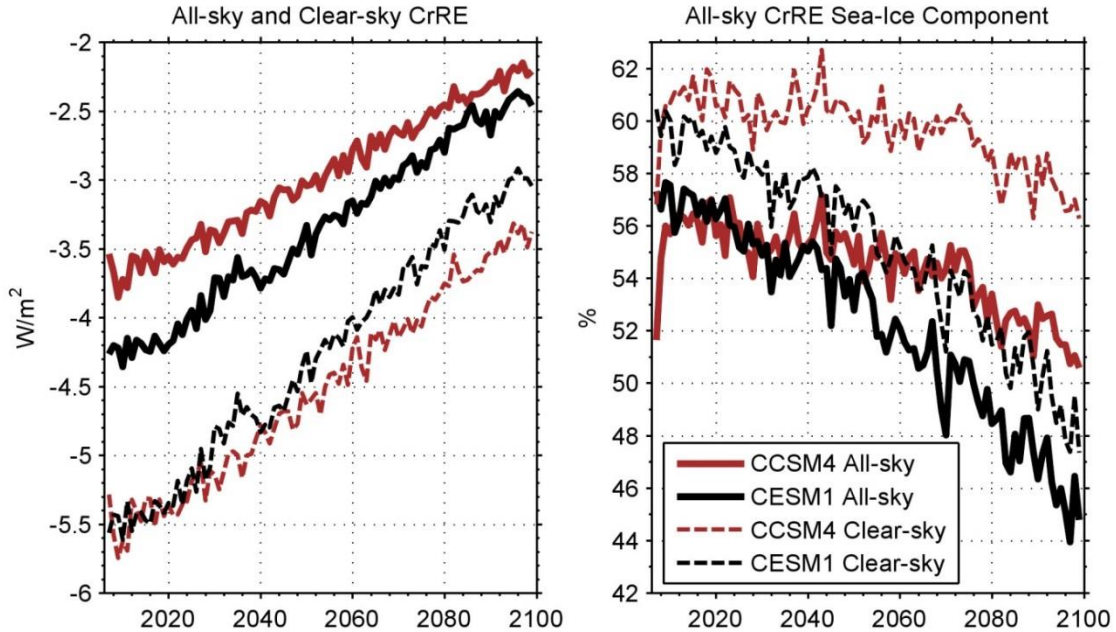 All-sky and Clear-sky CrRE
-2
-2.5
-3
-3.5
-4
-4.5
-5
-5.5
-6
W/m²
2020 2040 2060 2080 2100
All-sky CrRE Sea-Ice Component
62
60
58
56
54
52
50
48
46
44
42
%
CCSM4 All-sky
CESM1 All-sky
CCSM4 Clear-sky
CESM1 Clear-sky
2020 2040 2060 2080 2100